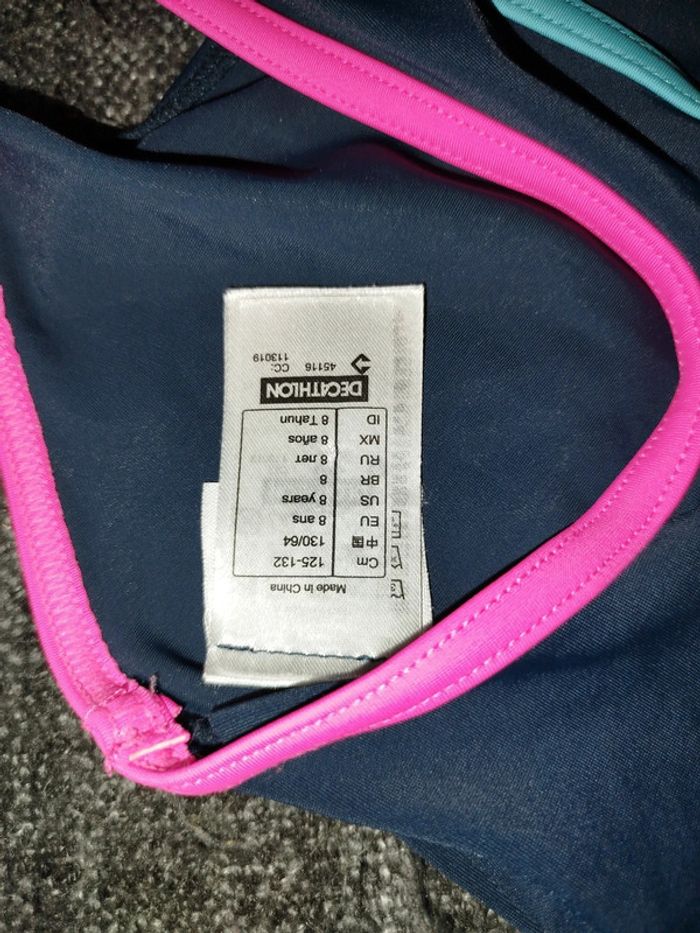 Made in China
Cm 125-132
中国 130/64
EU 8 ans
US 8 years
BR 8
RU 8 лет
MX 8 años
ID 8 Tahun
DECATHLON
45116 CC: 113019